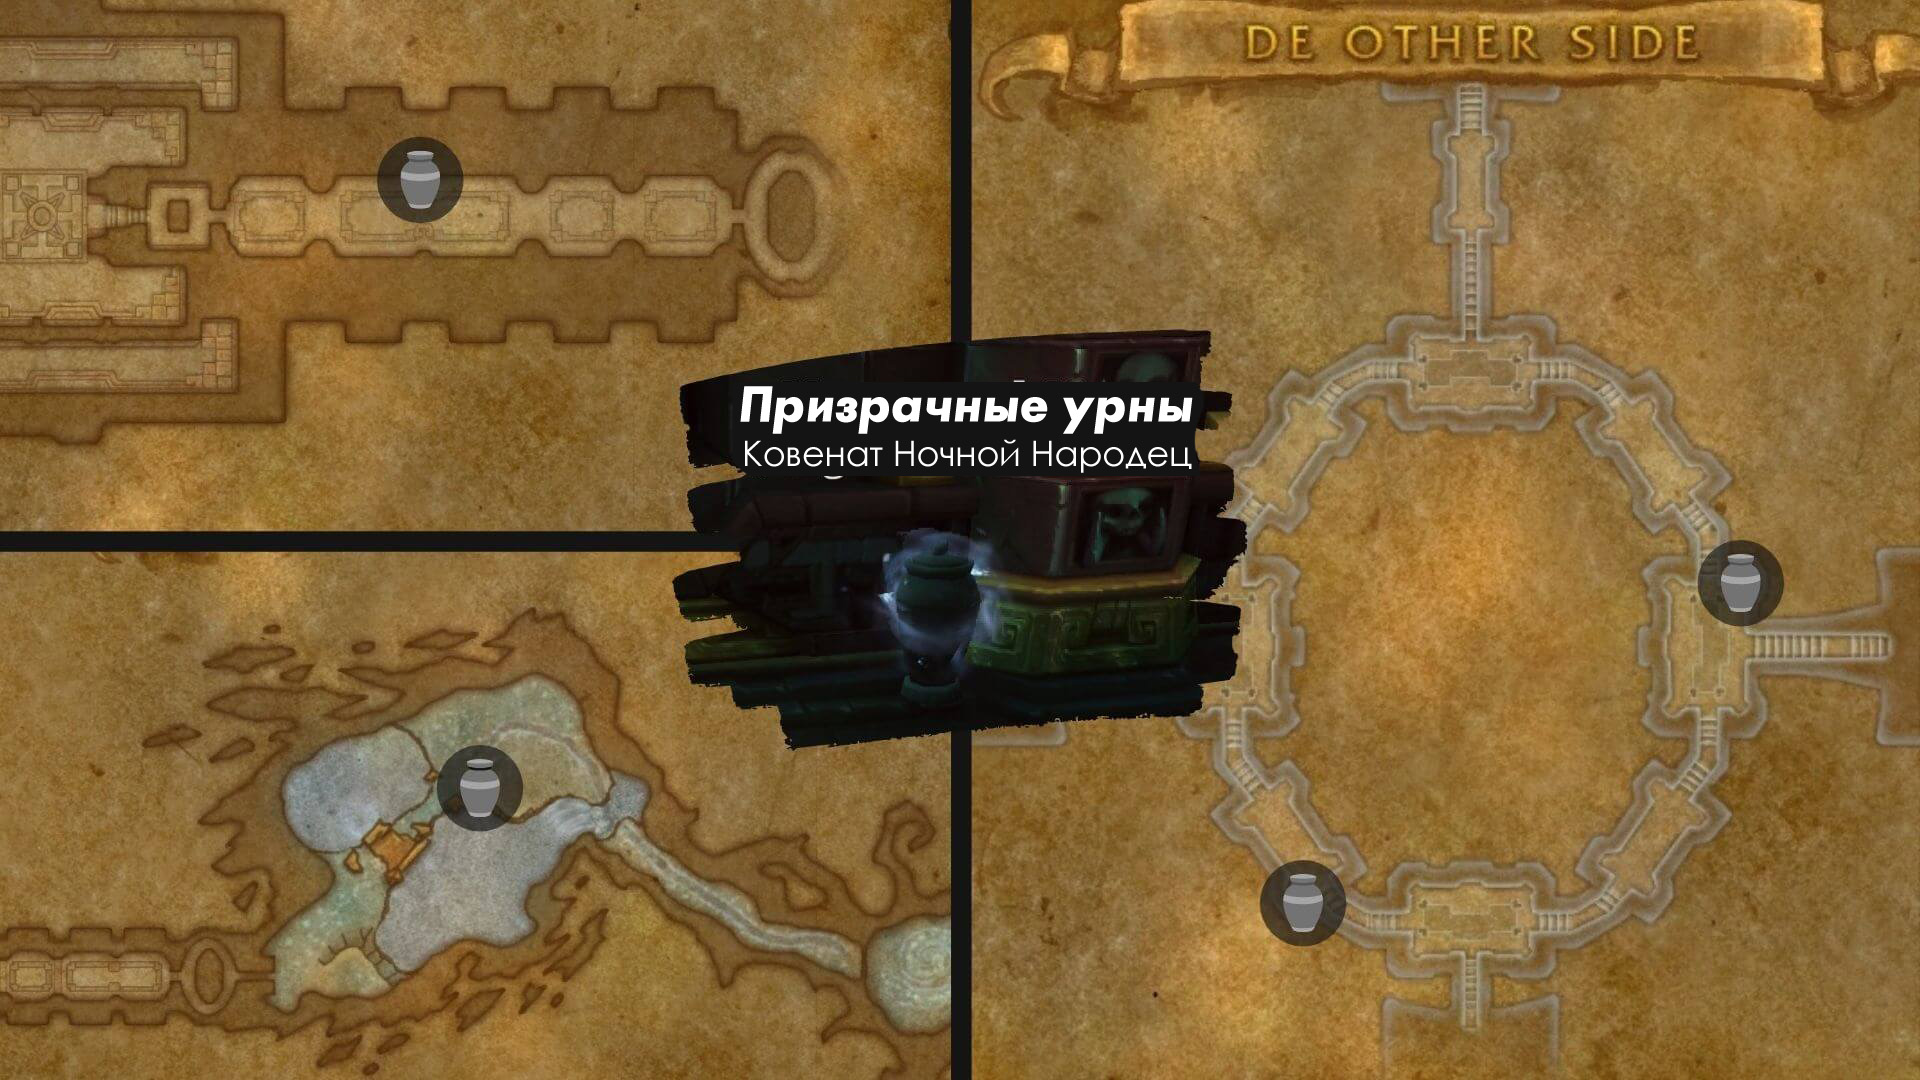 DE OTHER SIDE
Призрачные урны
Ковенат Ночной Народец